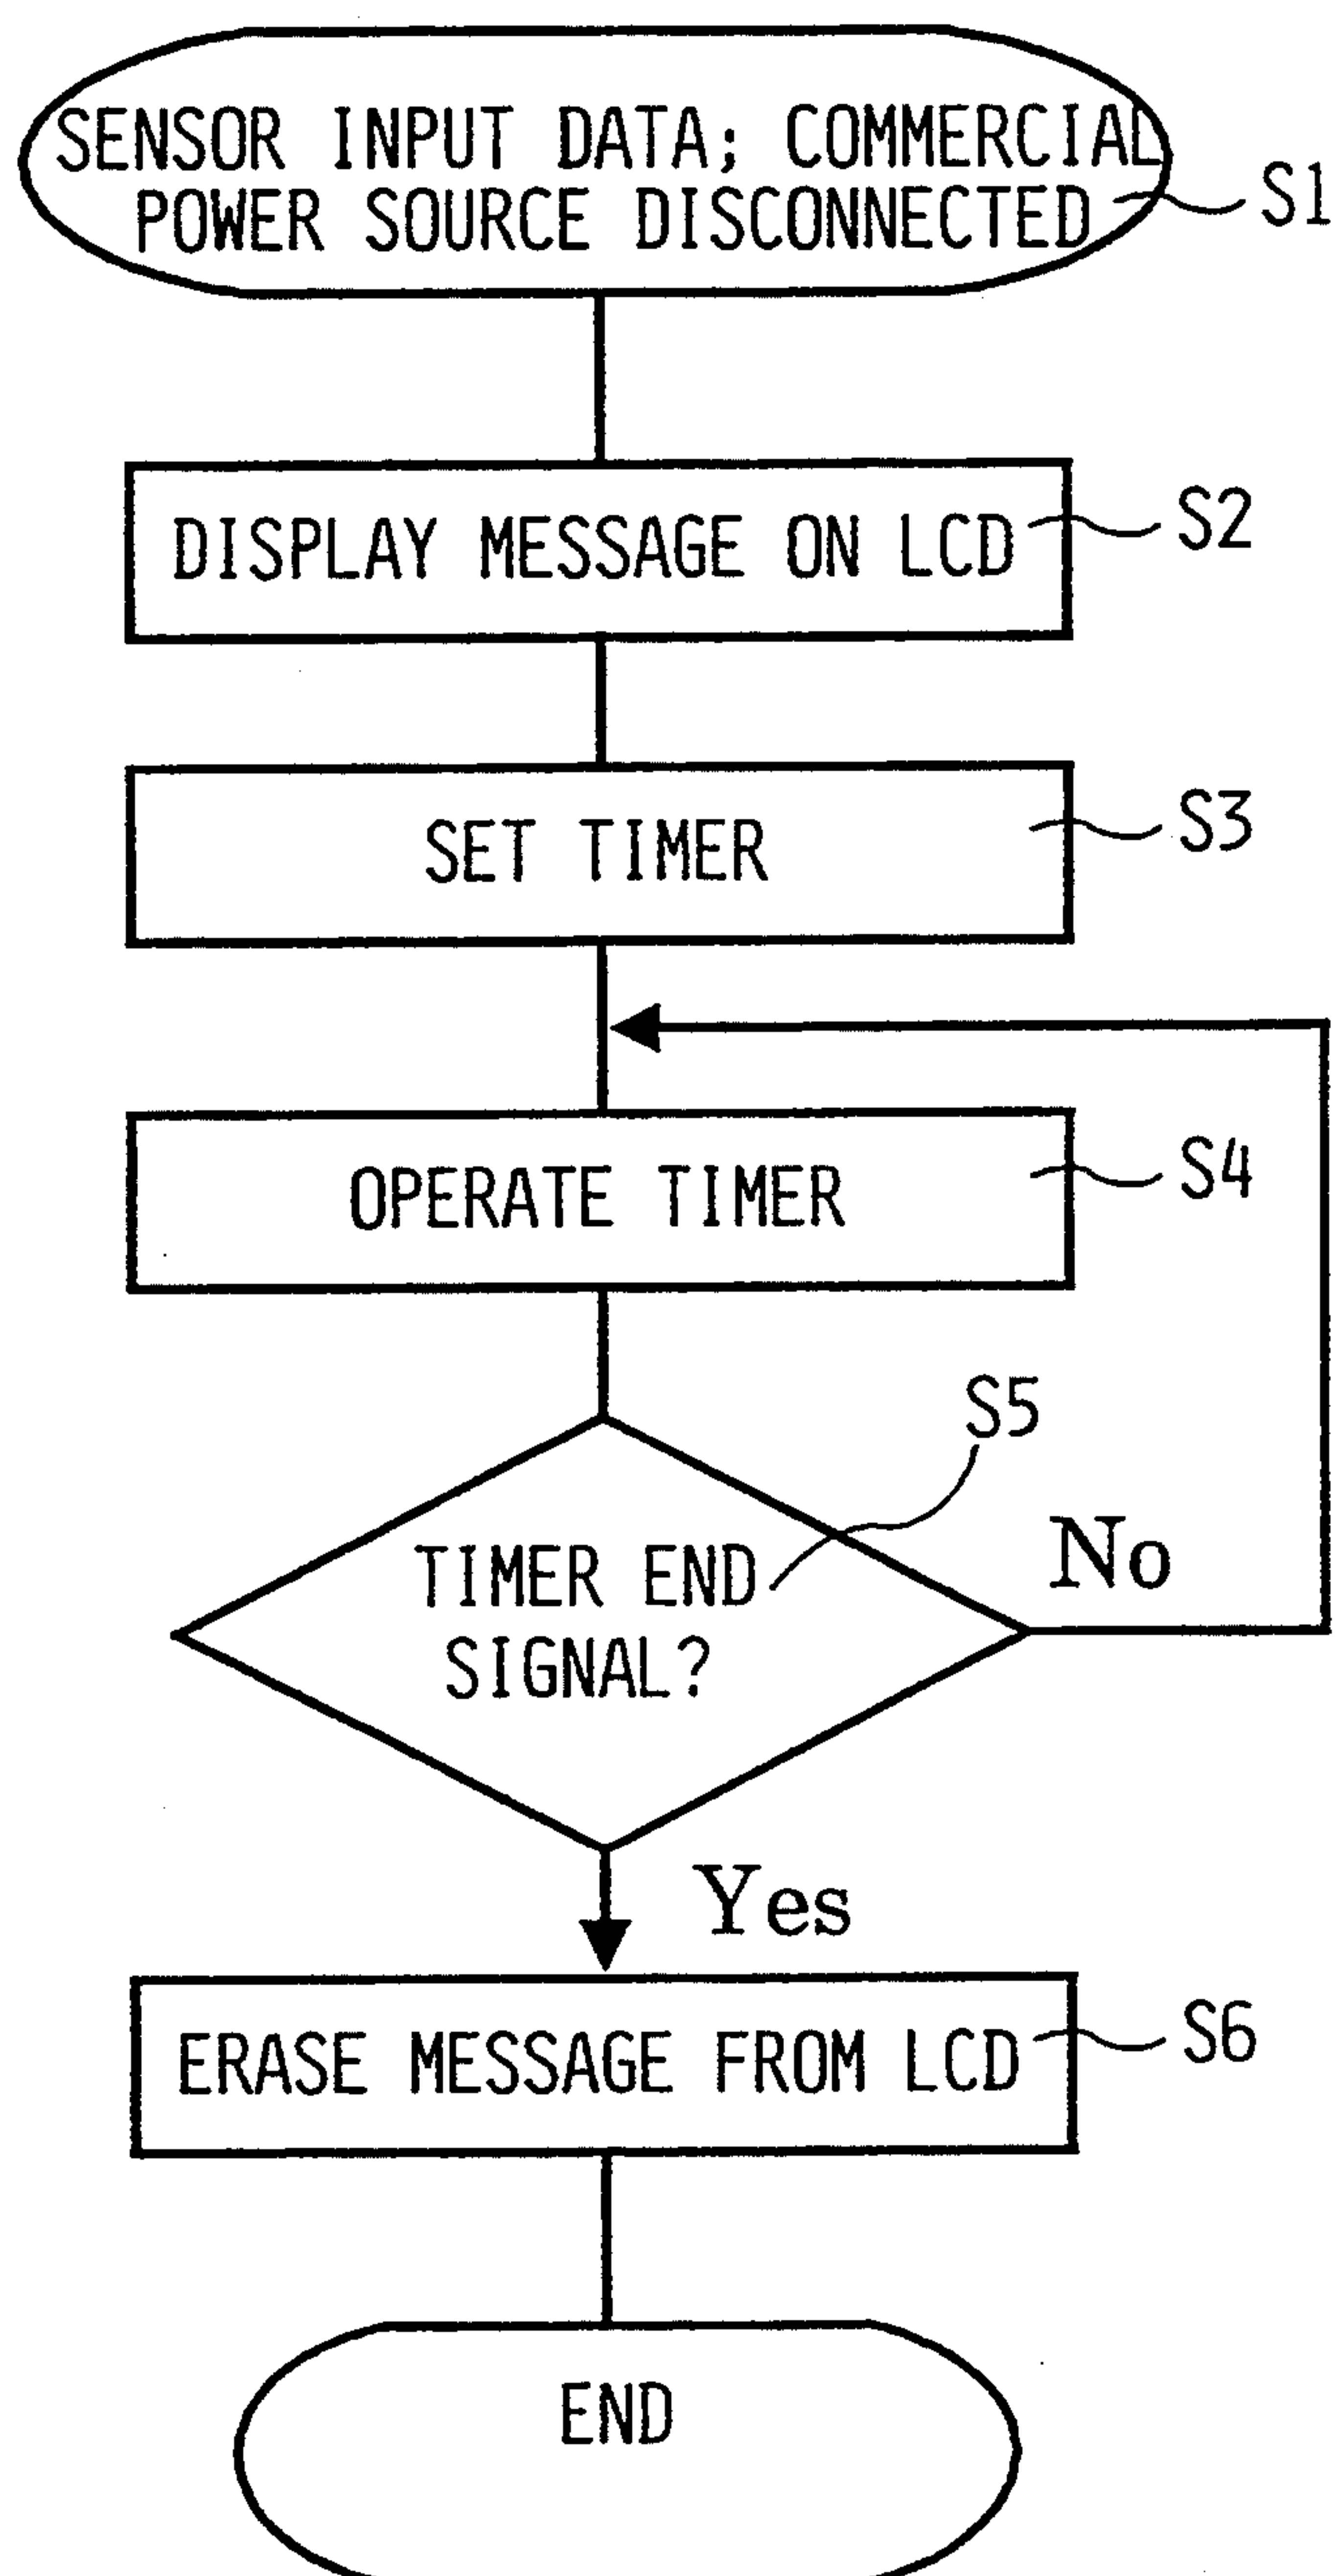 SENSOR INPUT DATA; COMMERCIAL
POWER SOURCE DISCONNECTED
S1
DISPLAY MESSAGE ON LCD
S2
SET TIMER
S3
OPERATE TIMER
S4
S5
TIMER END
SIGNAL?
No
Yes
ERASE MESSAGE FROM LCD
S6
END